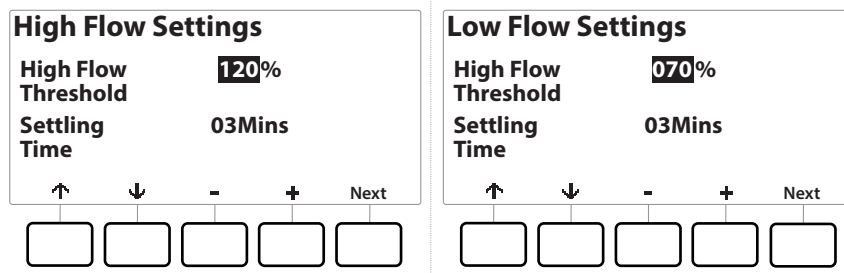 High Flow Settings
High Flow 120%
Threshold
Settling 03Mins
Time
↑ ↓ - + Next
Low Flow Settings
High Flow 070%
Threshold
Settling 03Mins
Time
↑ ↓ - + Next